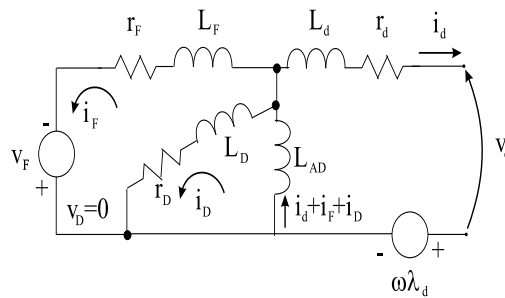 r_F
L_F
L_d
r_d
i_d
i_F
-
v_F
+
L_D
r_D
i_D
L_AD
v
v_D=0
i_d+i_F+i_D
-
+
ωλ_d